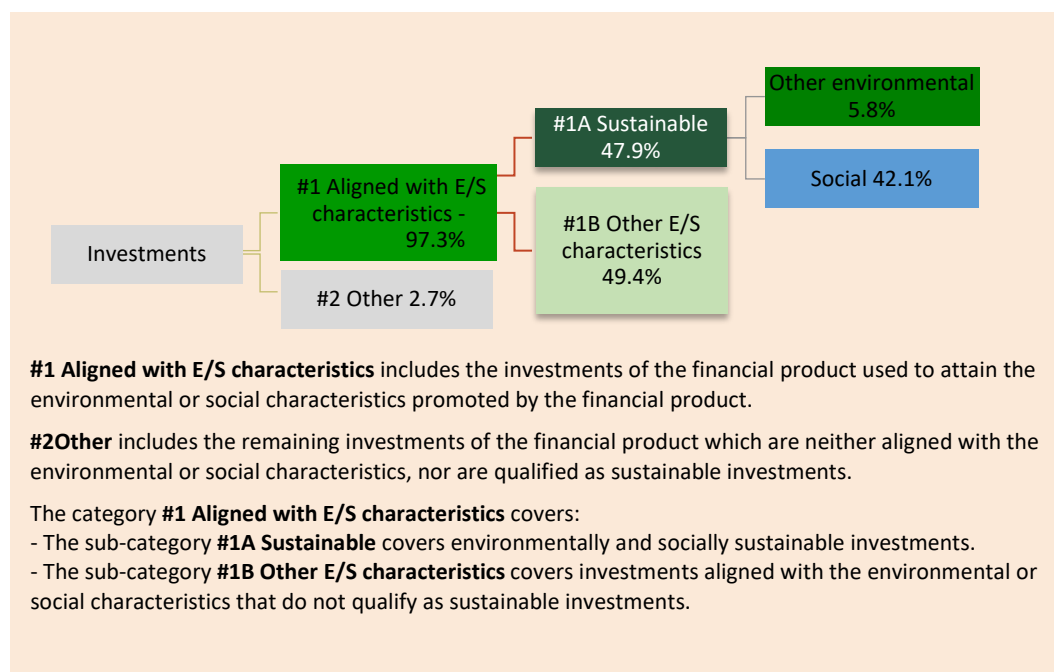 Other environmental
5.8%
#1A Sustainable
47.9%
Social 42.1%
#1 Aligned with E/S
characteristics -
97.3%
#1B Other E/S
characteristics
49.4%
Investments
#2 Other 2.7%
#1 Aligned with E/S characteristics includes the investments of the financial product used to attain the
environmental or social characteristics promoted by the financial product.
#2Other includes the remaining investments of the financial product which are neither aligned with the
environmental or social characteristics, nor are qualified as sustainable investments.
The category #1 Aligned with E/S characteristics covers:
- The sub-category #1A Sustainable covers environmentally and socially sustainable investments.
- The sub-category #1B Other E/S characteristics covers investments aligned with the environmental or
social characteristics that do not qualify as sustainable investments.